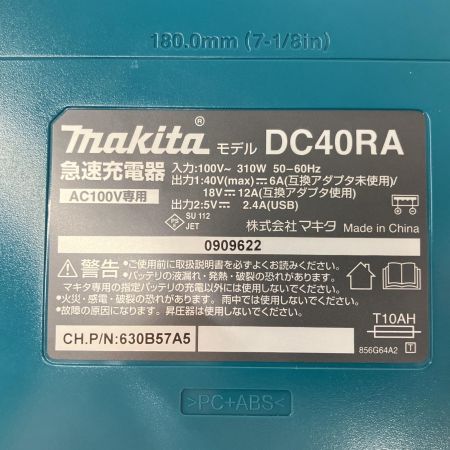 180.0mm (7-1/8in)
makita® モデル DC40RA
急速充電器
AC100V専用
入力:100V~ 310W 50-60Hz
出力1:40V(max)⎓6A(互換アダプタ未使用)/
18V⎓12A(互換アダプタ使用)
出力2:5V⎓ 2.4A(USB)
PS
E
SU 112
JET
株式会社マキタ Made in China
0909622
⚠警告 •ご使用前に取扱説明書を必ずよくお読みください。
•バッテリの液漏れ・発熱・破裂の恐れがあります。
マキタ専用の指定バッテリの充電以外には使用しないでください。
•火災・感電・破裂の恐れがあります。雨中では使用しないでください。
•故障の原因になります。昇圧器は使用しないでください。
T10AH
CH.P/N:630B57A5
856G64A2 T
>PC+ABS<